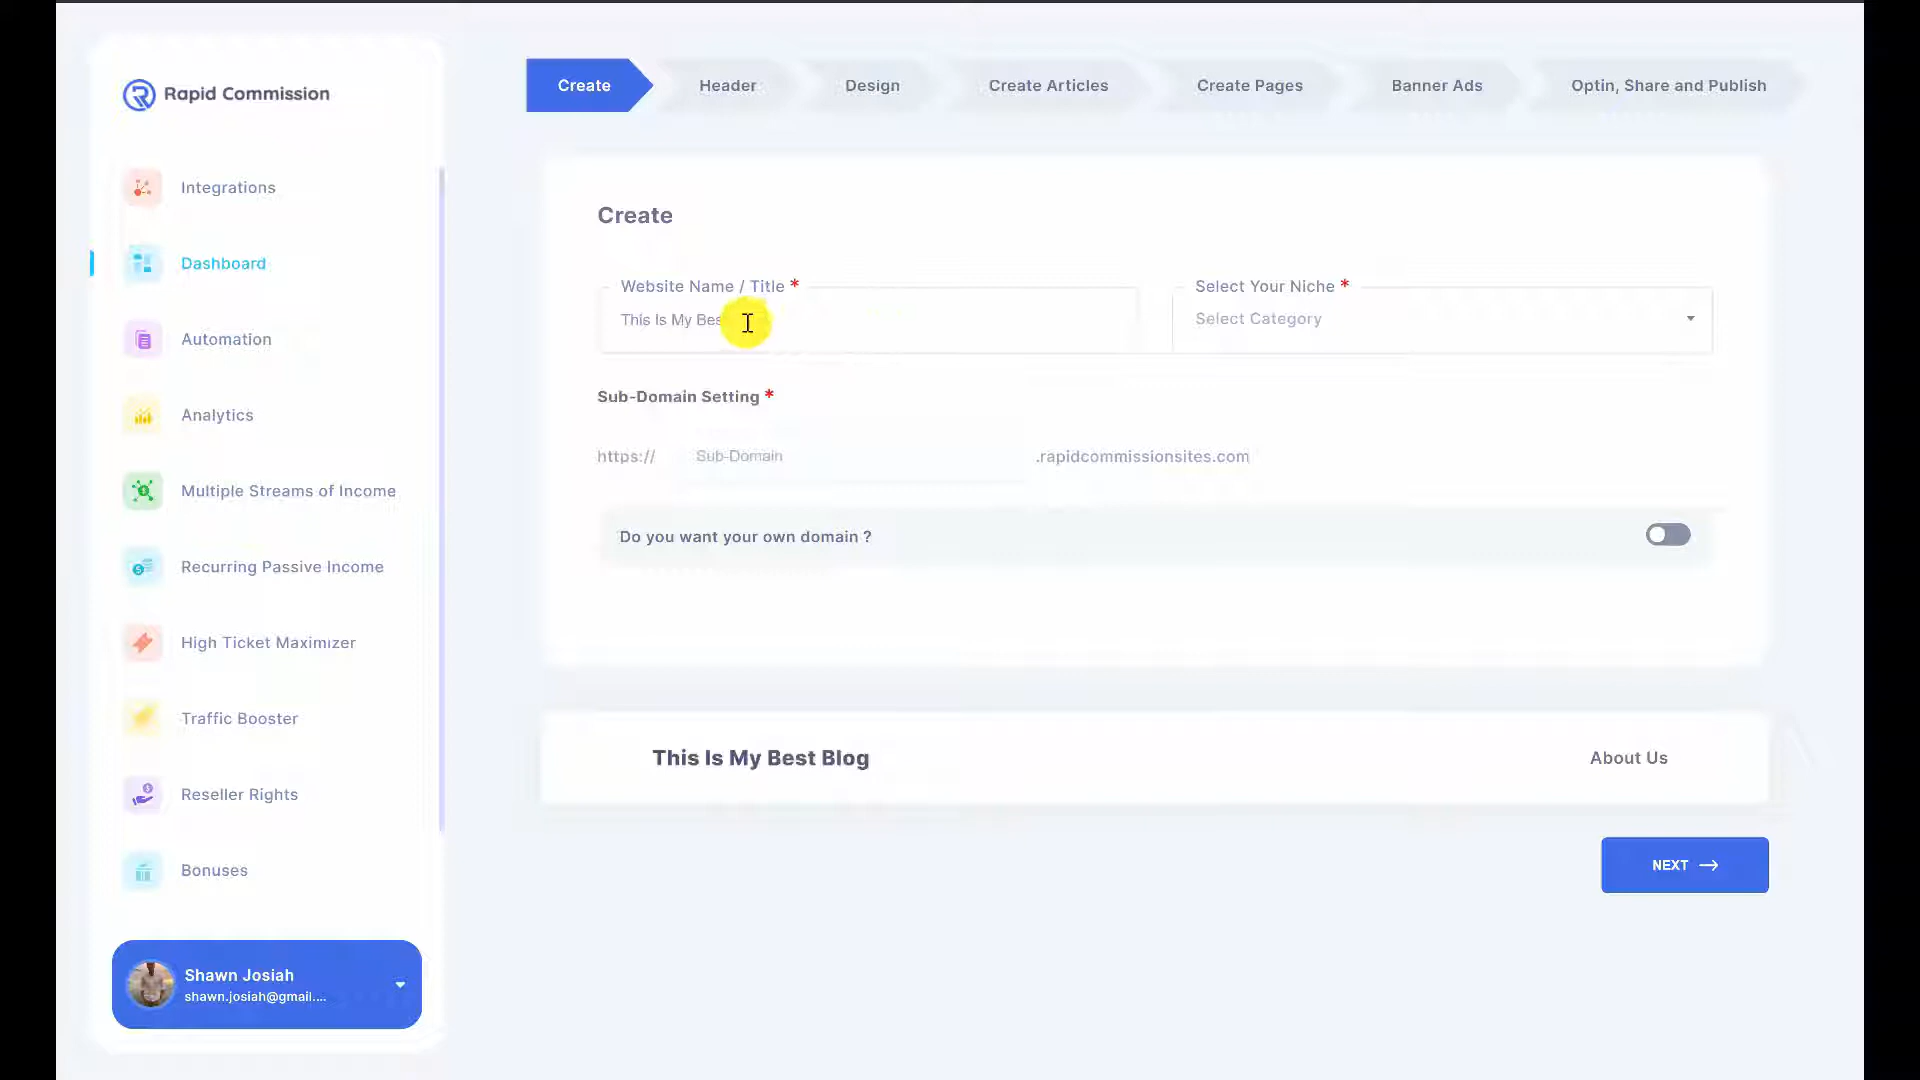 Rapid Commission
Integrations
Dashboard
Automation
Analytics
Multiple Streams of Income
Recurring Passive Income
High Ticket Maximizer
Traffic Booster
Reseller Rights
Bonuses
Shawn Josiah
shawn.josiah@gmail....
Create
Header
Design
Create Articles
Create Pages
Banner Ads
Optin, Share and Publish
Create
Website Name / Title *
This Is My Bes
Select Your Niche *
Select Category
Sub-Domain Setting *
https://
Sub-Domain
.rapidcommissionsites.com
Do you want your own domain ?
This Is My Best Blog
About Us
NEXT